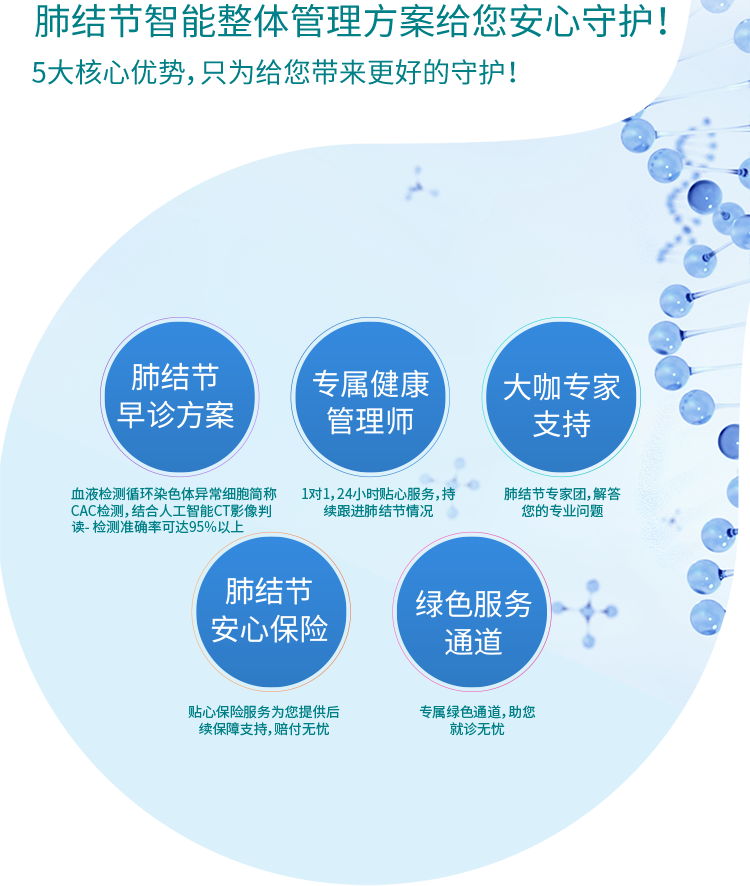 肺结节智能整体管理方案给您安心守护！
5大核心优势，只为给您带来更好的守护！
肺结节
早诊方案
专属健康
管理师
大咖专家
支持
血液检测循环染色体异常细胞简称
CAC检测，结合人工智能CT影像判
读- 检测准确率可达95%以上
1对1，24小时贴心服务，持
续跟进肺结节情况
肺结节专家团，解答
您的专业问题
肺结节
安心保险
绿色服务
通道
贴心保险服务为您提供后
续保障支持，赔付无忧
专属绿色通道，助您
就诊无忧